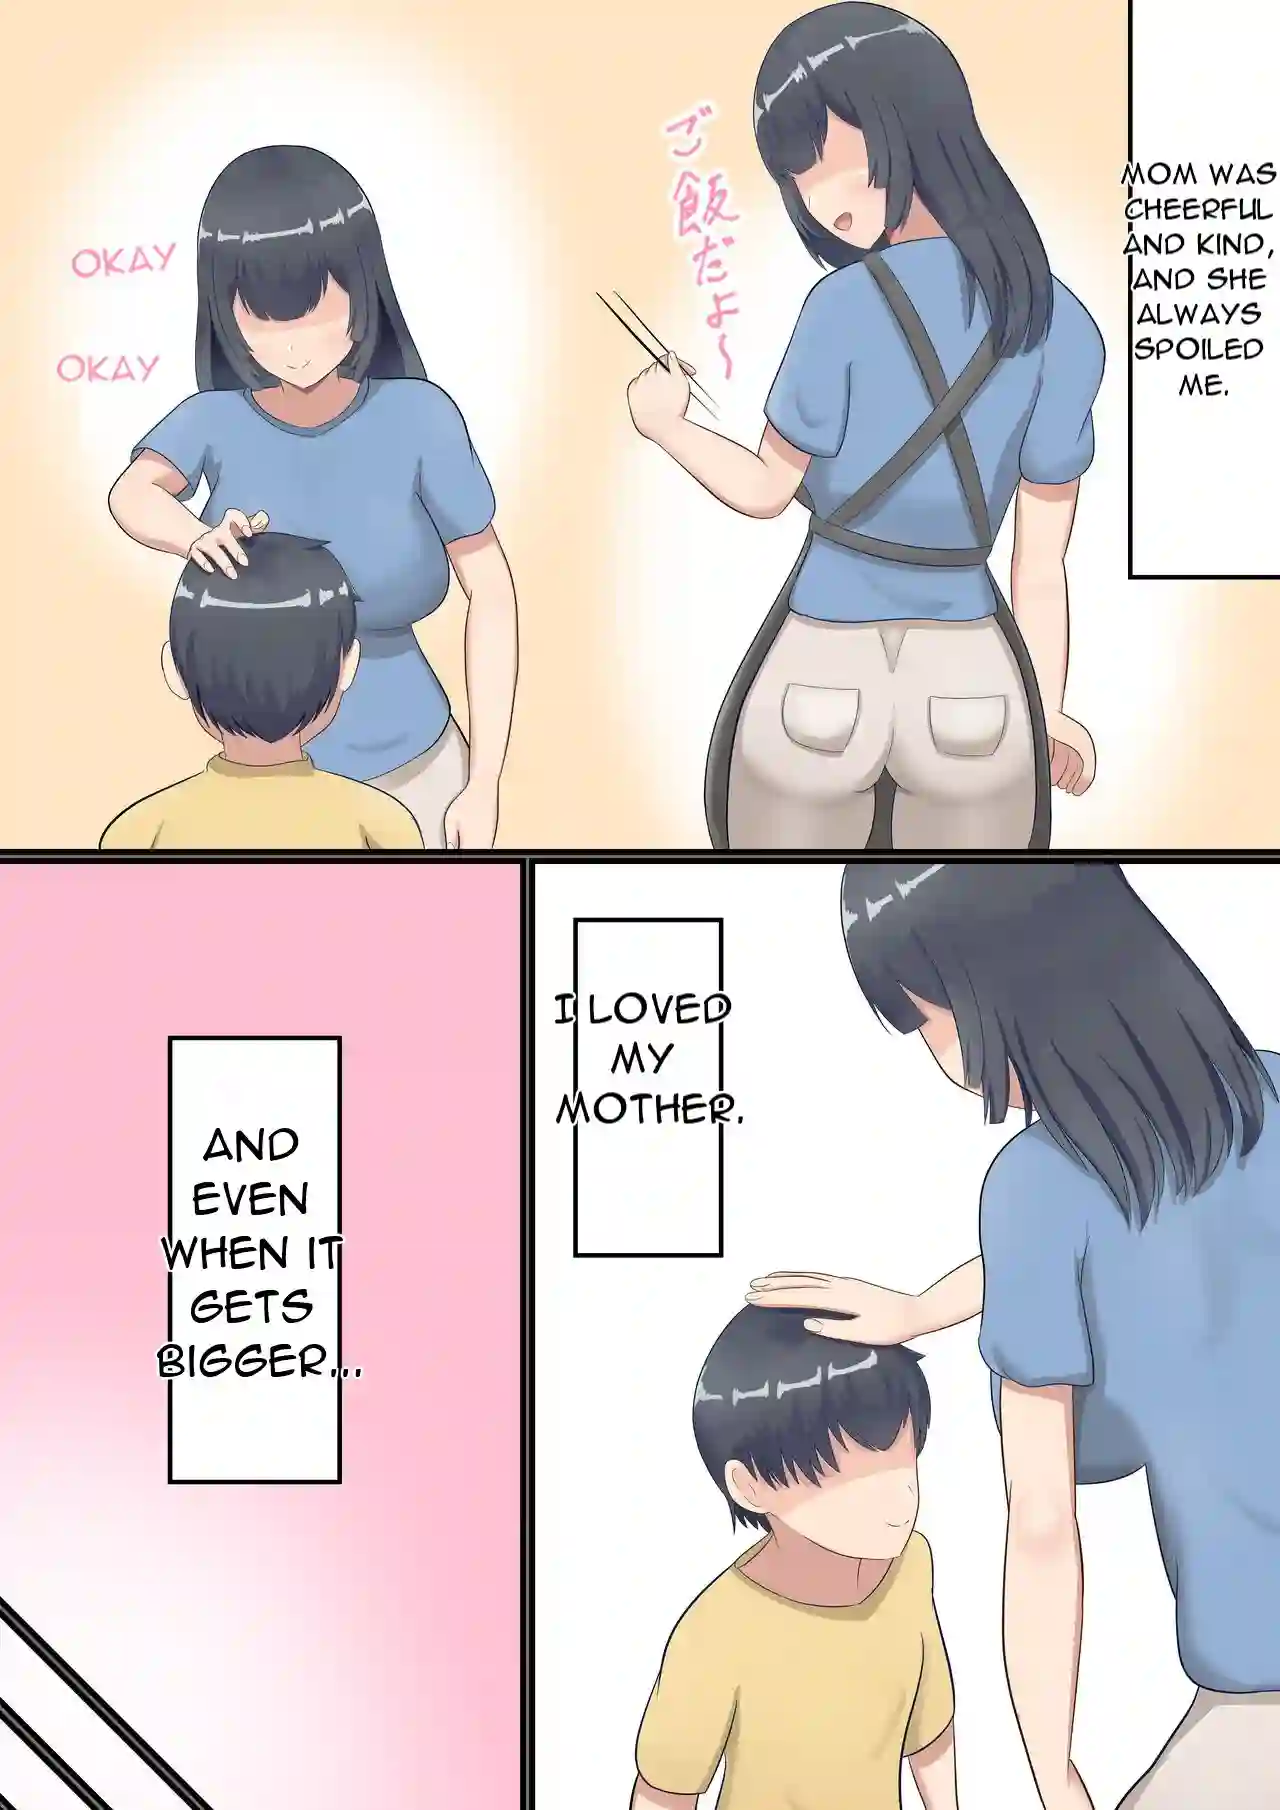 MOM WAS
CHEERFUL
AND KIND,
AND SHE
ALWAYS
SPOILED
ME.
ご飯だよ〜
OKAY
OKAY
I LOVED
MY
MOTHER.
AND
EVEN
WHEN IT
GETS
BIGGER...